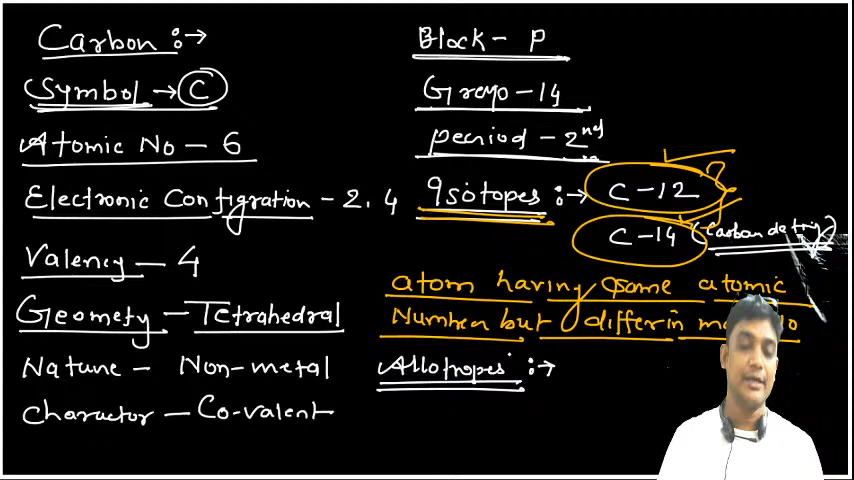 Carbon :→
Symbol → C
Atomic No - 6
Electronic Configration - 2, 4
Valency - 4
Geomety - Tetrahedral
Nature - Non-metal
Charactor - Co-valent
Block - P
Group - 14
period - 2nd
Isotopes :→ C-12
C-14 (Carbon
atom having same atomic
Number but differ in
Allotropes :→